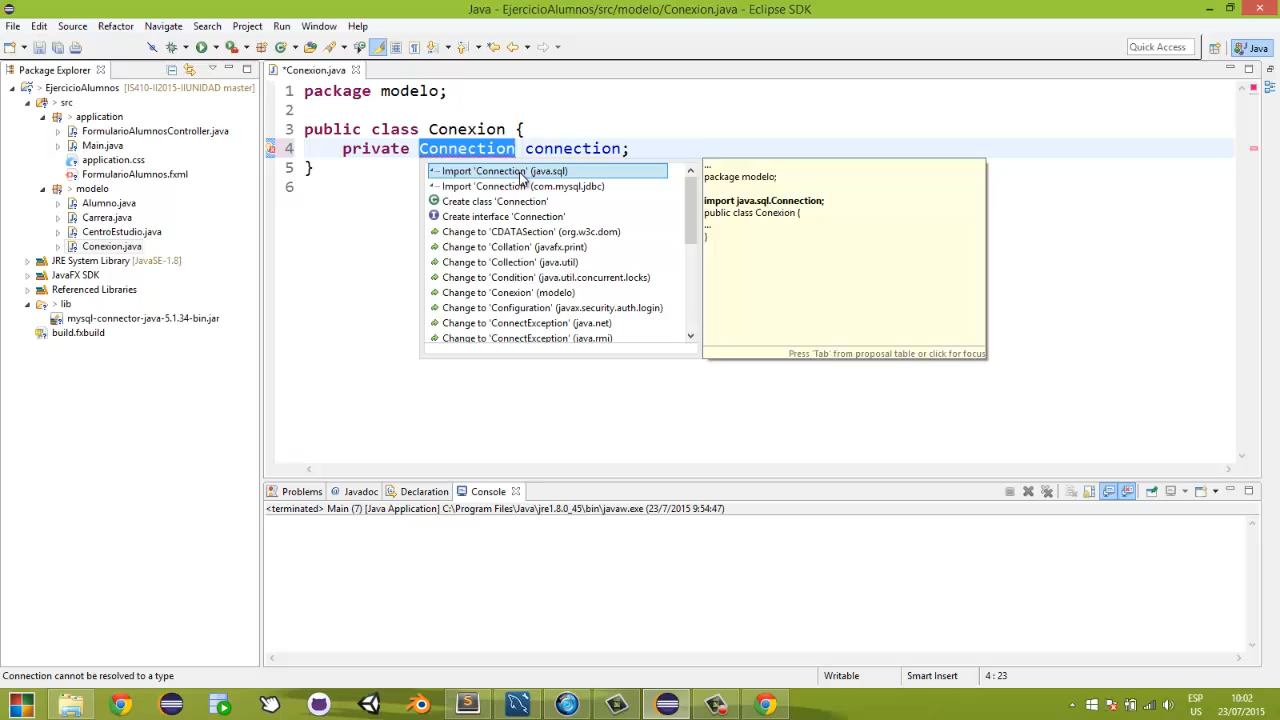 Java - EjercicioAlumnos/src/modelo/Conexion.java - Eclipse SDK
File Edit Source Refactor Navigate Search Project Run Window Help
Quick Access
Java
Package Explorer
*Conexion.java
EjercicioAlumnos [IS410-II2015-IIUNIDAD master]
> src
> application
FormularioAlumnosController.java
Main.java
application.css
FormularioAlumnos.fxml
> modelo
Alumno.java
Carrera.java
CentroEstudio.java
Conexion.java
JRE System Library [JavaSE-1.8]
JavaFX SDK
Referenced Libraries
> lib
mysql-connector-java-5.1.34-bin.jar
build.fxbuild
1 package modelo;
2
3 public class Conexion {
4 private Connection connection;
5 }
6
Import 'Connection' (java.sql)
Import 'Connection' (com.mysql.jdbc)
Create class 'Connection'
Create interface 'Connection'
Change to 'CDATASection' (org.w3c.dom)
Change to 'Collation' (javafx.print)
Change to 'Collection' (java.util)
Change to 'Condition' (java.util.concurrent.locks)
Change to 'Conexion' (modelo)
Change to 'Configuration' (javax.security.auth.login)
Change to 'ConnectException' (java.net)
Change to 'ConnectException' (java.rmi)
...
package modelo;
import java.sql.Connection;
public class Conexion {
...
}
Press 'Tab' from proposal table or click for focus
Problems @ Javadoc Declaration Console
<terminated> Main (7) [Java Application] C:\Program Files\Java\jre1.8.0_45\bin\javaw.exe (23/7/2015 9:54:47)
Connection cannot be resolved to a type
Writable
Smart Insert
4 : 23
ESP
US
10:02
23/07/2015